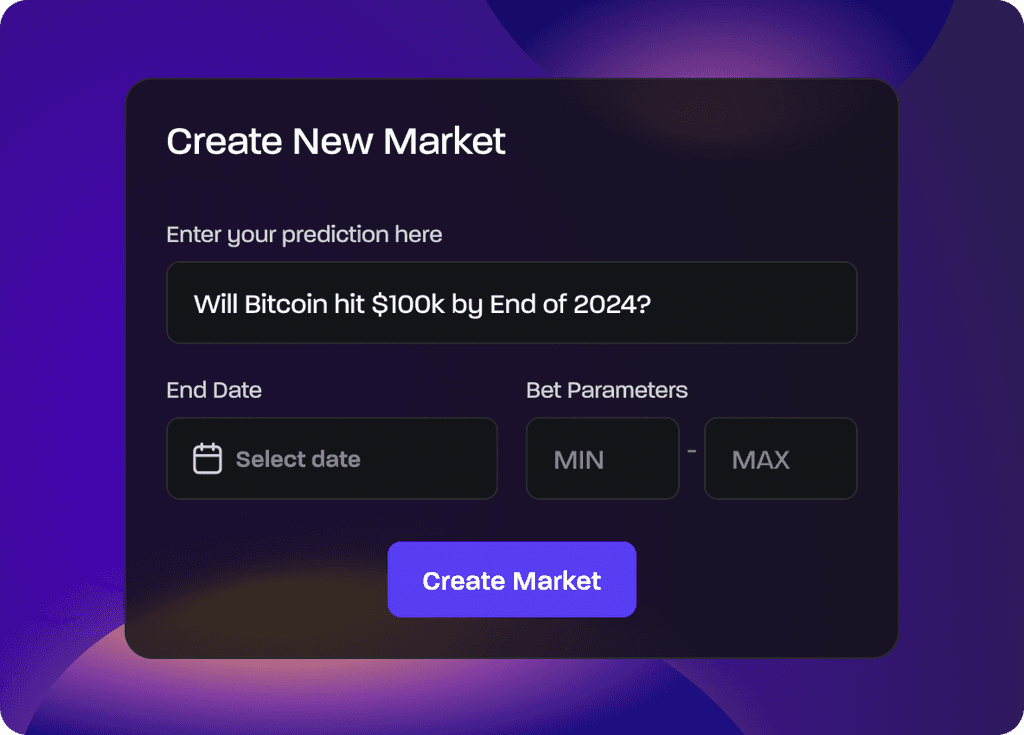 Create New Market
Enter your prediction here
Will Bitcoin hit $100k by End of 2024?
End Date
Bet Parameters
Select date
MIN - MAX
Create Market